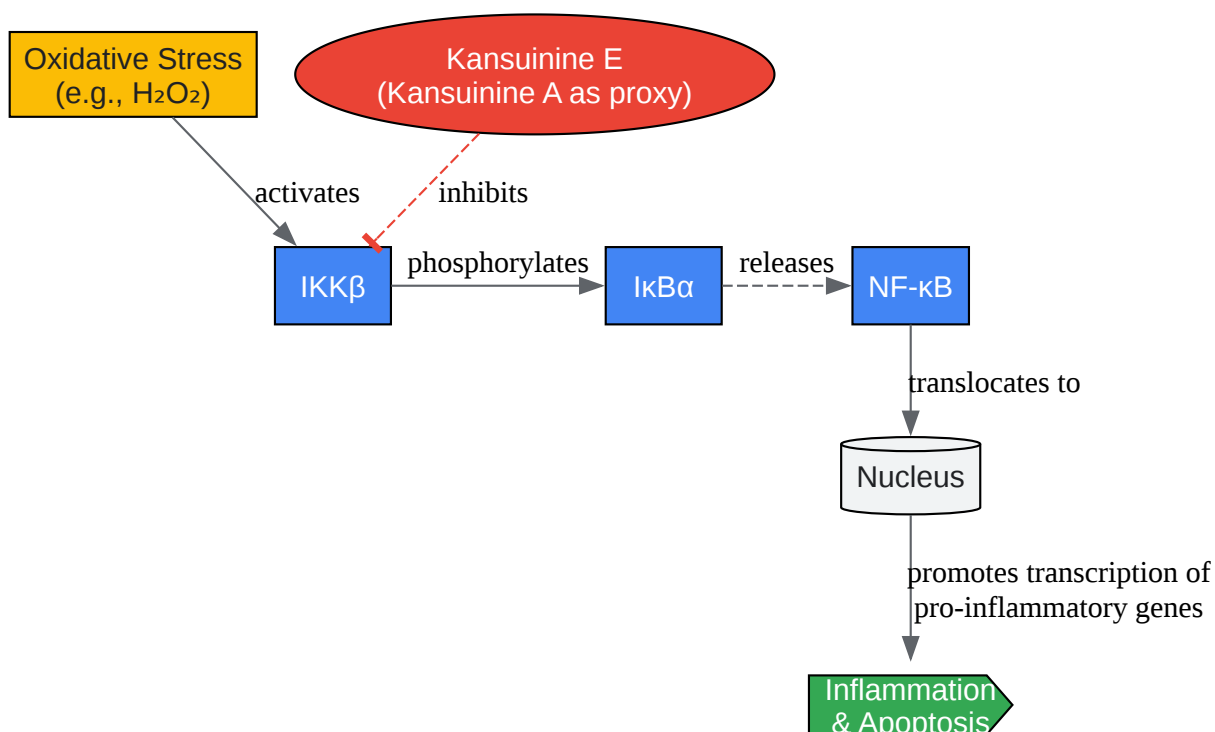 Oxidative Stress
(e.g., H₂O₂)
Kansuinine E
(Kansuinine A as proxy)
activates
inhibits
IKKβ
phosphorylates
IκBα
releases
NF-κB
translocates to
Nucleus
promotes transcription of
pro-inflammatory genes
Inflammation
& Apoptosis